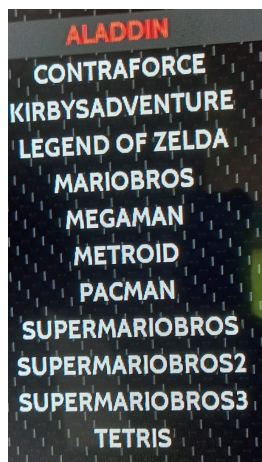 ALADDIN
CONTRAFORCE
KIRBYSADVENTURE
LEGEND OF ZELDA
MARIOBROS
MEGAMAN
METROID
PACMAN
SUPERMARIOBROS
SUPERMARIOBROS2
SUPERMARIOBROS3
TETRIS